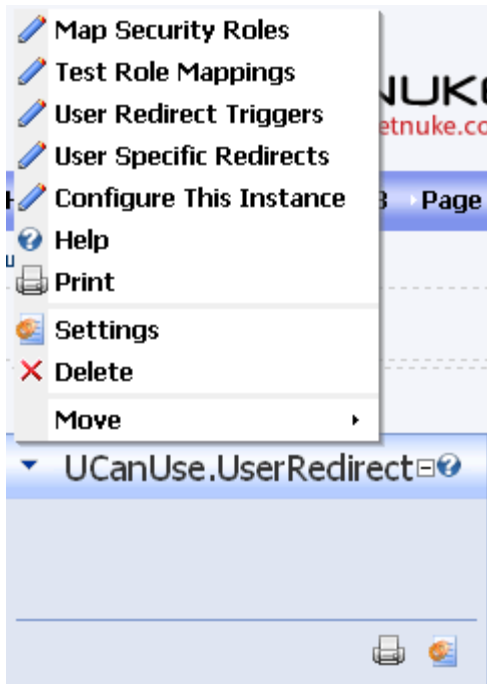 Map Security Roles
Test Role Mappings
User Redirect Triggers
User Specific Redirects
Configure This Instance
Help
Print
Settings
Delete
Move
Page
UCanUse.UserRedirect